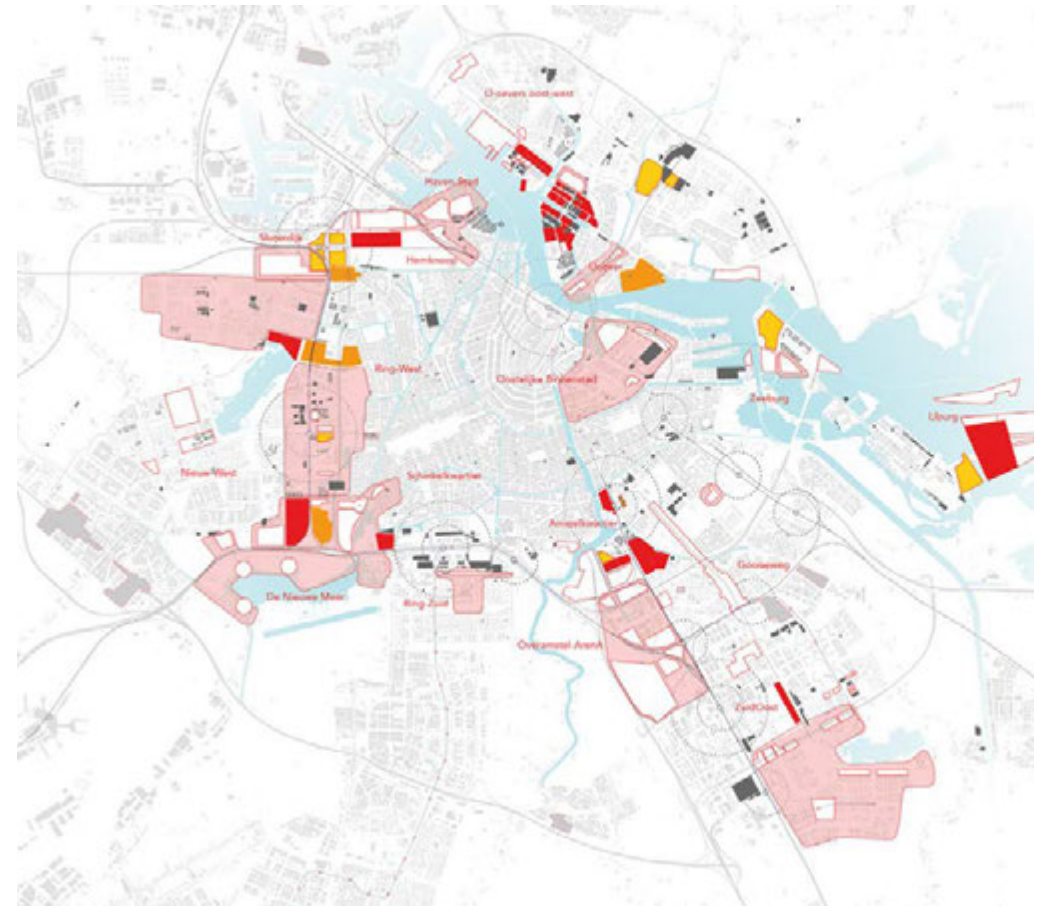 IJ-oevers oost-west
Haven-Stad
Sloterdijk
Hemknoop
Ring-West
Oostelijke Binnenstad
Zeeburg
IJburg
Nieuw-West
Schinkelkwartier
Amstelkwartier
Gooiseweg
De Nieuwe Meer
Ring Zuid
Overamstel-ArenA
ZuidOost